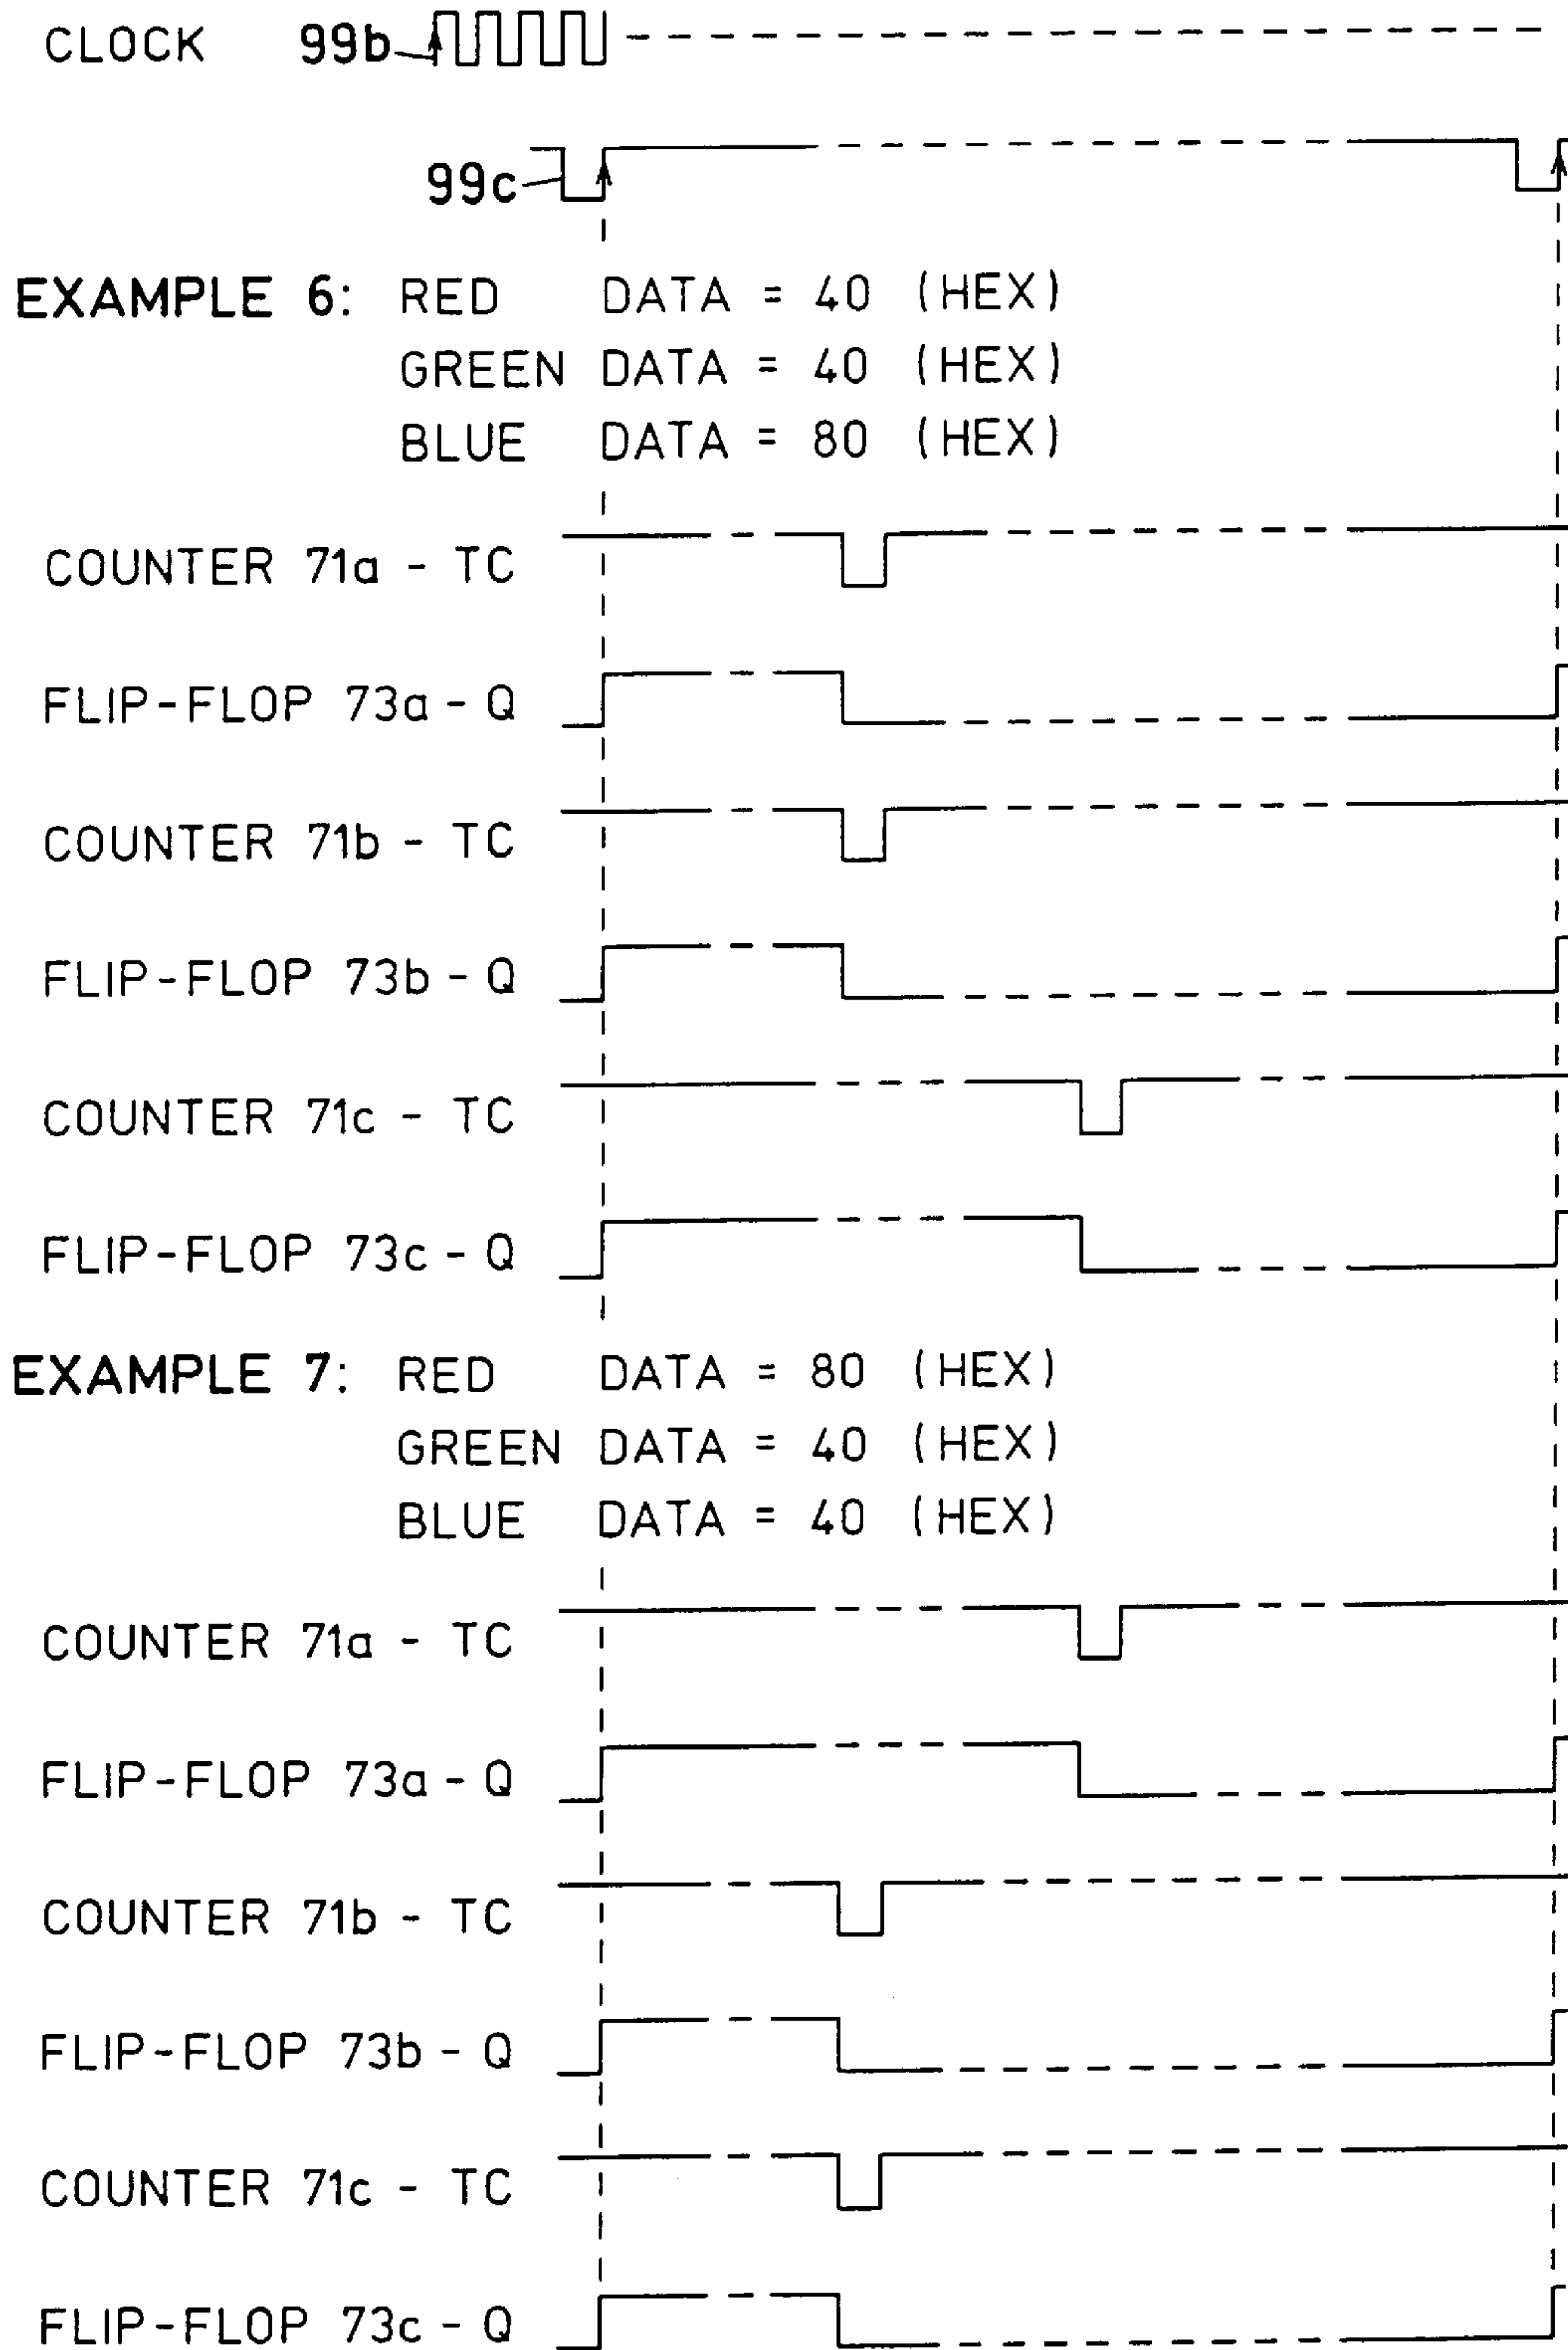 CLOCK 99b
99c
EXAMPLE 6: RED DATA = 40 (HEX)
GREEN DATA = 40 (HEX)
BLUE DATA = 80 (HEX)
COUNTER 71a - TC
FLIP-FLOP 73a - Q
COUNTER 71b - TC
FLIP-FLOP 73b - Q
COUNTER 71c - TC
FLIP-FLOP 73c - Q
EXAMPLE 7: RED DATA = 80 (HEX)
GREEN DATA = 40 (HEX)
BLUE DATA = 40 (HEX)
COUNTER 71a - TC
FLIP-FLOP 73a - Q
COUNTER 71b - TC
FLIP-FLOP 73b - Q
COUNTER 71c - TC
FLIP-FLOP 73c - Q